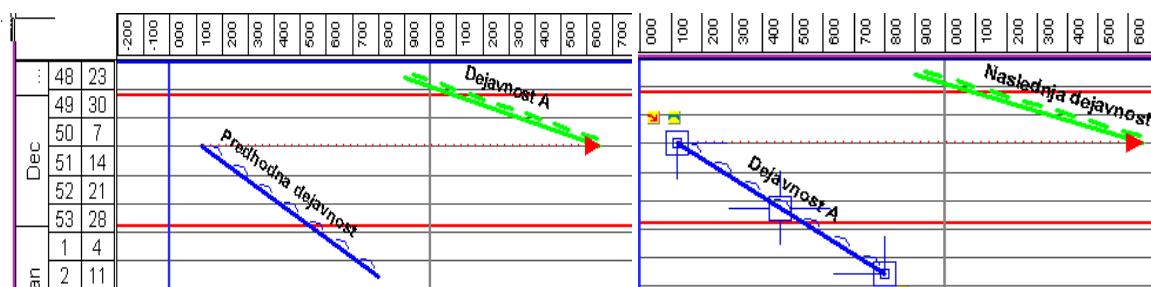 -200 -100 000 100 200 300 400 500 600 700 800 900 000 100 200 300 400 500 600 700
000 100 200 300 400 500 600 700 800 900 000 100 200 300 400 500 600
48 23
49 30
50 7
51 14
52 21
53 28
1 4
2 11
Dec
an
Dejavnost A
Predhodna dejavnost
Naslednja dejavnost
Dejavnost A